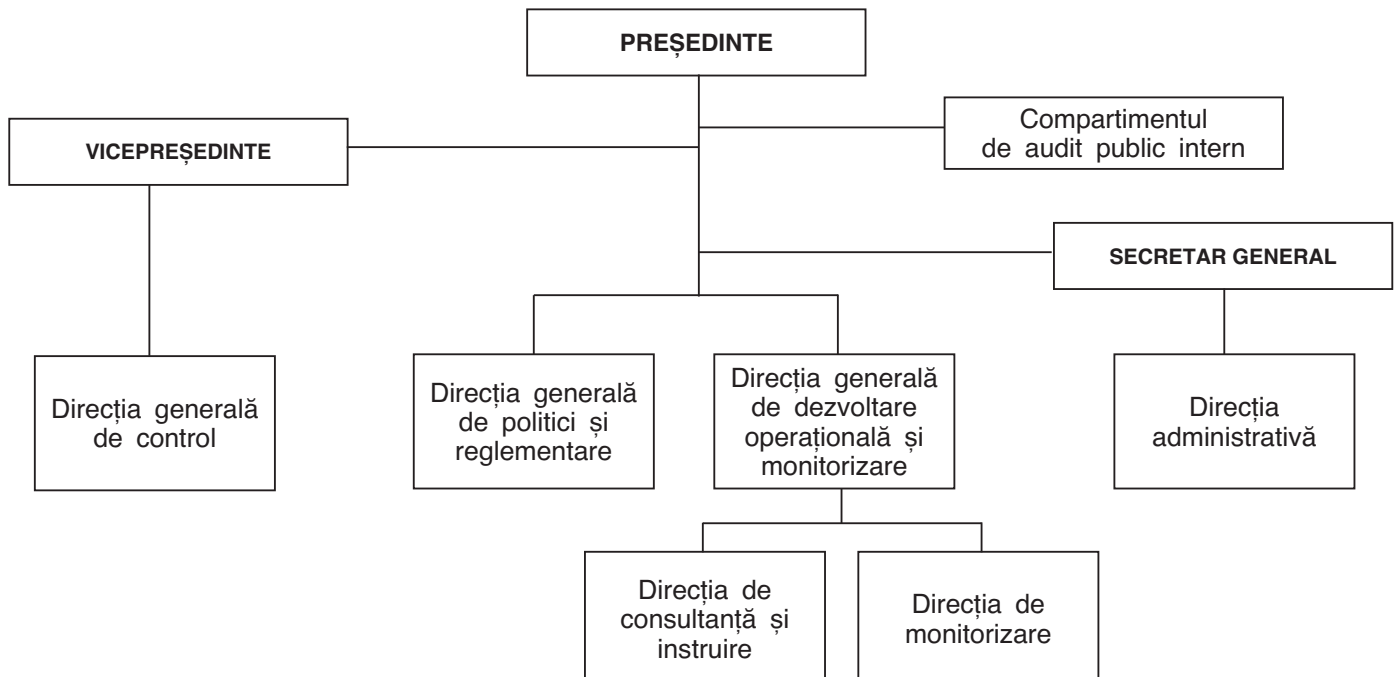 PREȘEDINTE
Compartimentul
de audit public intern
VICEPREȘEDINTE
SECRETAR GENERAL
Direcția generală
de control
Direcția generală
de politici și
reglementare
Direcția generală
de dezvoltare
operațională și
monitorizare
Direcția
administrativă
Direcția de
consultanță și
instruire
Direcția de
monitorizare